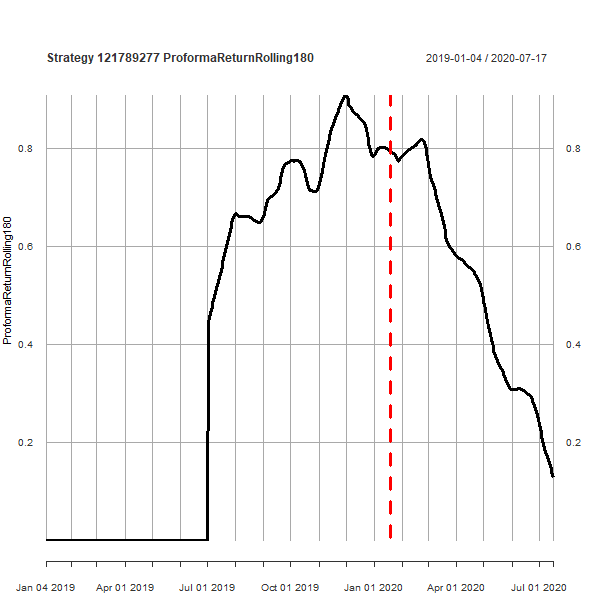 Strategy 121789277 ProformaReturnRolling180
2019-01-04 / 2020-07-17
ProformaReturnRolling180
0.8
0.6
0.4
0.2
0.8
0.6
0.4
0.2
Jan 04 2019
Apr 01 2019
Jul 01 2019
Oct 01 2019
Jan 01 2020
Apr 01 2020
Jul 01 2020